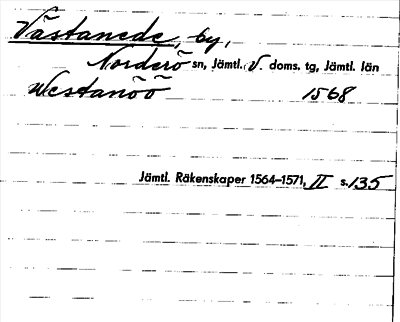 Västanede, by,
Norderö sn, Jämtl. V. doms. tg, Jämtl. län
Westanöö 1568
Jämtl. Räkenskaper 1564–1571, II s. 135